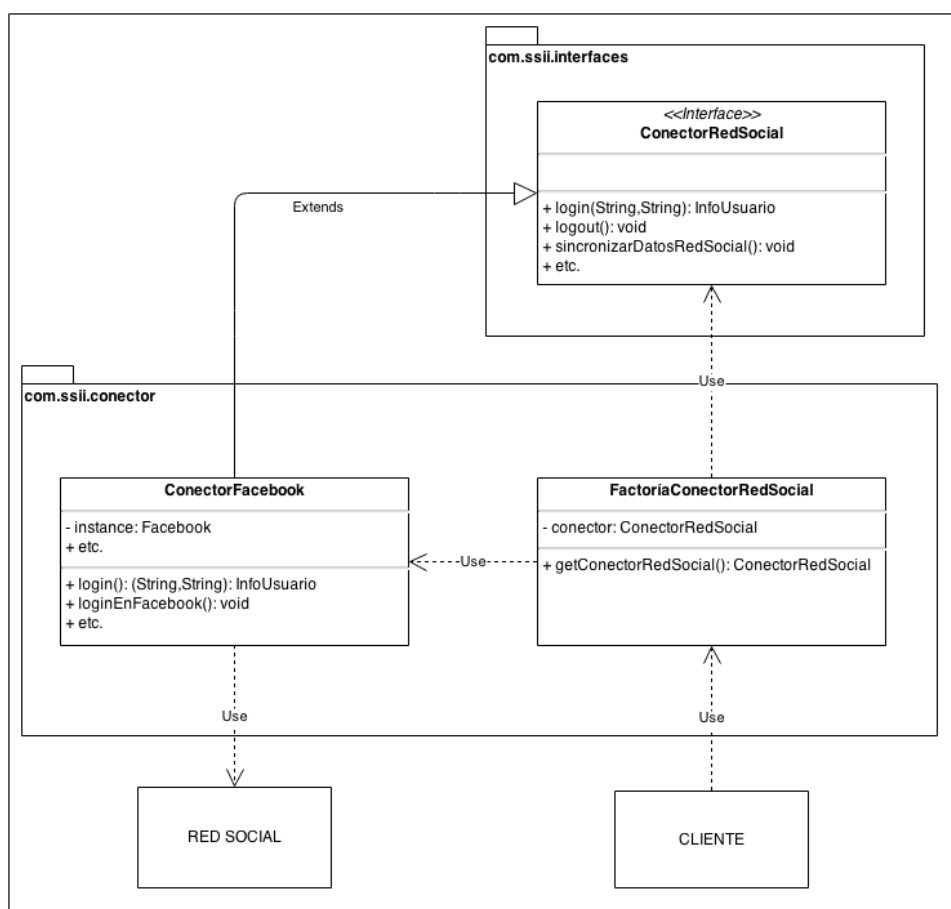 com.ssii.interfaces
<<Interface>>
ConectorRedSocial
Extends
+ login(String,String): InfoUsuario
+ logout(): void
+ sincronizarDatosRedSocial(): void
+ etc.
Use
com.ssii.conector
ConectorFacebook
- instance: Facebook
+ etc.
+ login(): (String,String): InfoUsuario
+ loginEnFacebook(): void
+ etc.
Use
FactoríaConectorRedSocial
- conector: ConectorRedSocial
+ getConectorRedSocial(): ConectorRedSocial
Use
Use
RED SOCIAL
CLIENTE